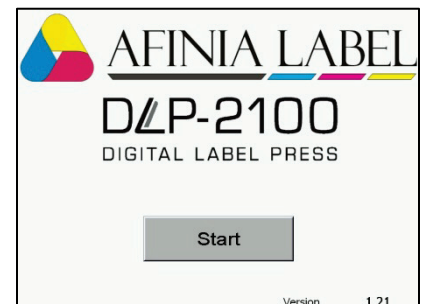 AFINIA LABEL
DLP-2100
DIGITAL LABEL PRESS
Start
Version 1.21